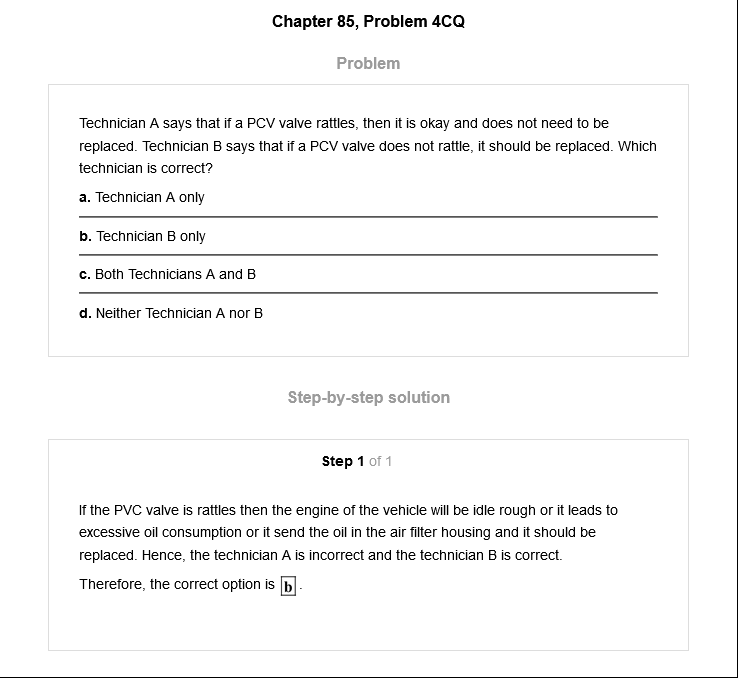 Chapter 85, Problem 4CQ
Problem
Technician A says that if a PCV valve rattles, then it is okay and does not need to be
replaced. Technician B says that if a PCV valve does not rattle, it should be replaced. Which
technician is correct?
a. Technician A only
b. Technician B only
c. Both Technicians A and B
d. Neither Technician A nor B
Step-by-step solution
Step 1 of 1
If the PVC valve is rattles then the engine of the vehicle will be idle rough or it leads to
excessive oil consumption or it send the oil in the air filter housing and it should be
replaced. Hence, the technician A is incorrect and the technician B is correct.
Therefore, the correct option is b.